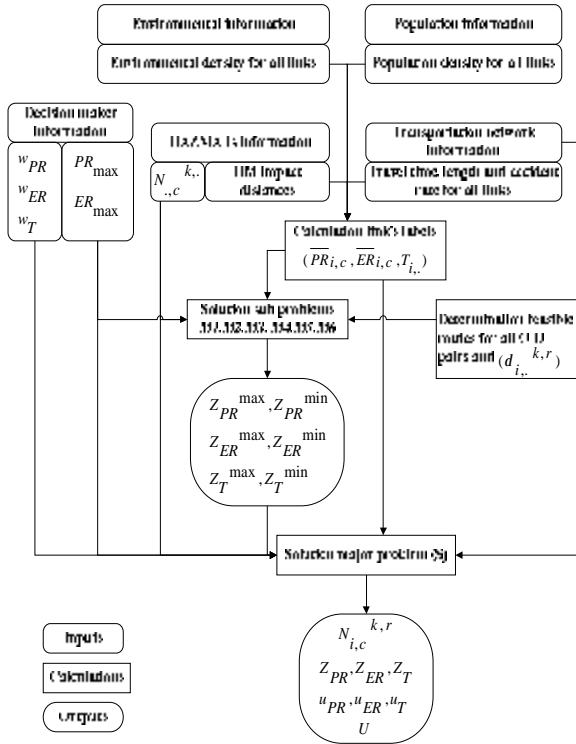 Environmental information
Population Information
Environmental density for all links
Population density for all links
Decision maker
Information
HAZMATs information
Transportation network
information
w_PR
w_ER
w_T
PR_max
ER_max
N_.,c^k,.
HM impact
distances
Travel time, length and accident
rate for all links
Calculation link's labels
(PR̅_i,c , ER̅_i,c , T_i,.)
Solution sub problems
Determination feasible
routes for all O-D
pairs and (d_i,.^k,r)
Z_PR^max , Z_PR^min
Z_ER^max , Z_ER^min
Z_T^max , Z_T^min
Solution major problem (S)
N_i,c^k,r
Z_PR , Z_ER , Z_T
u_PR , u_ER , u_T
U
Inputs
Calculations
Outputs